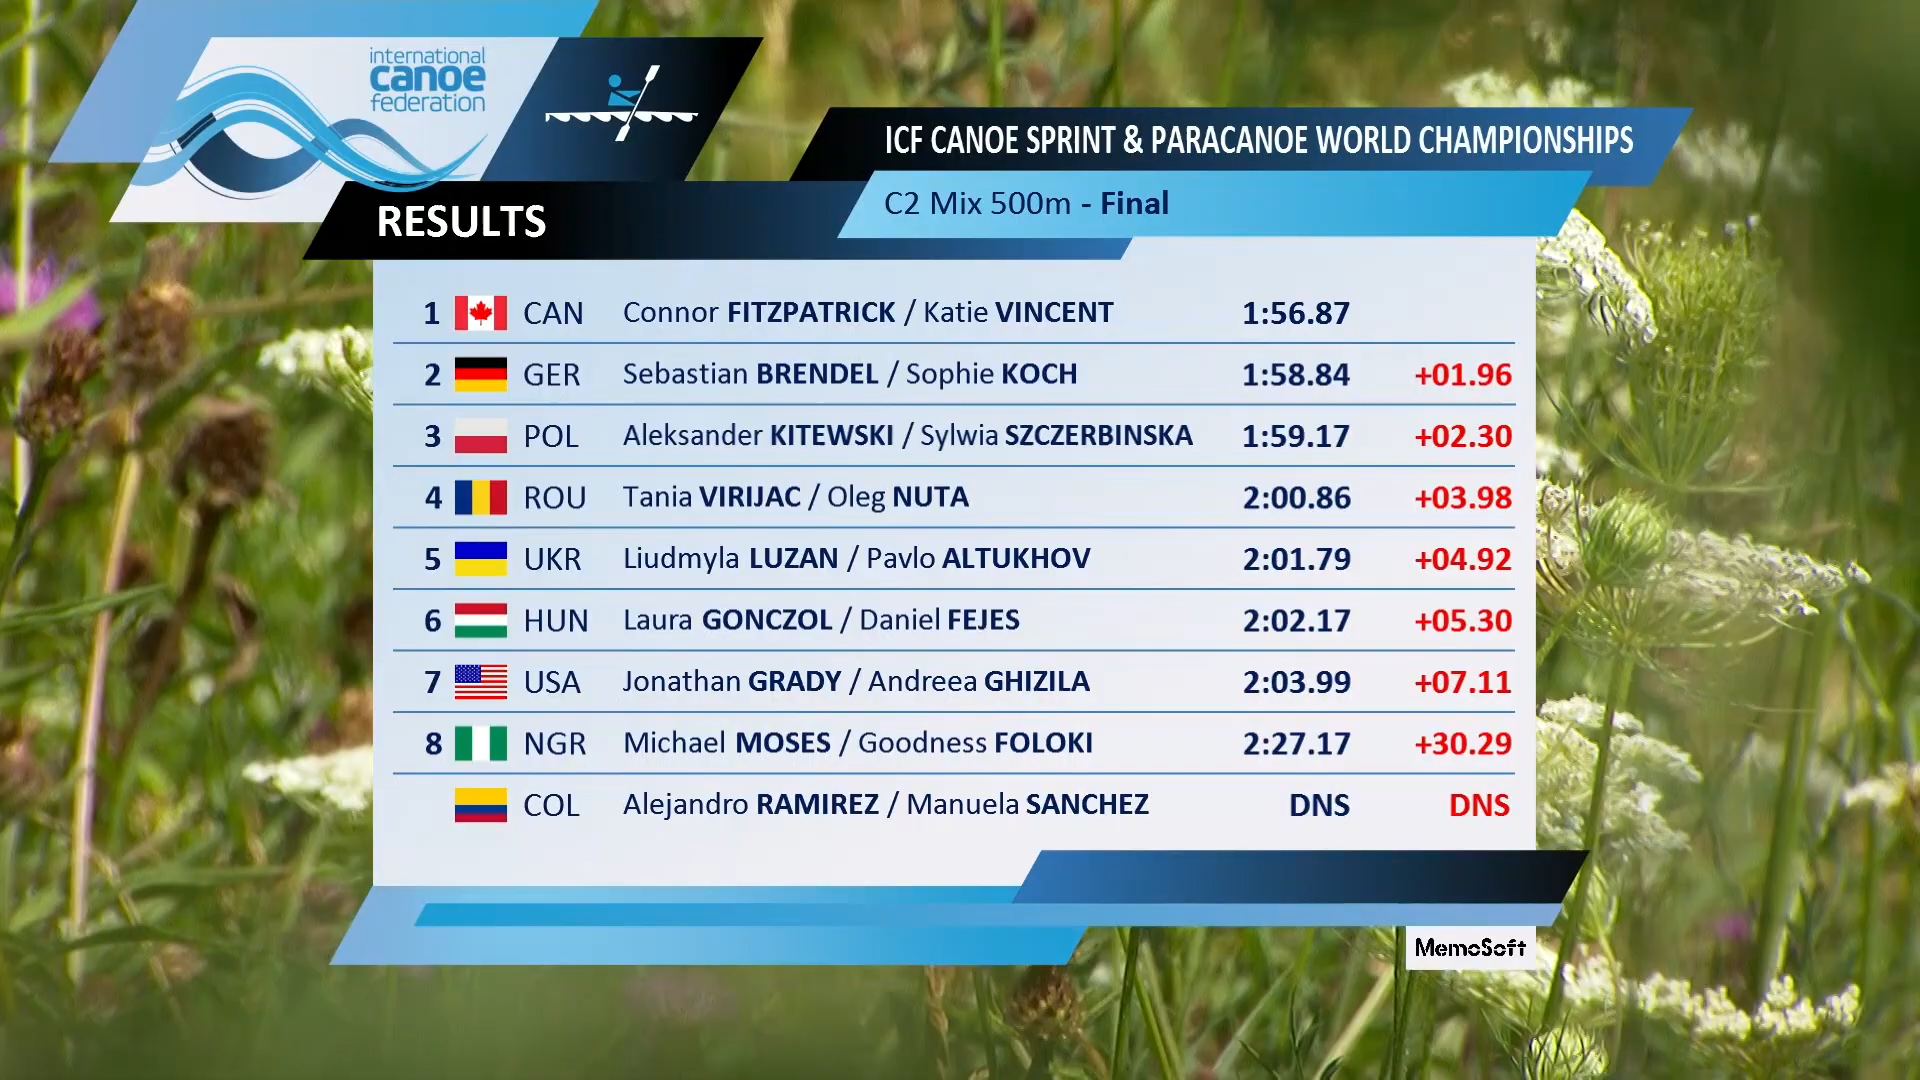 international
canoe
federation
ICF CANOE SPRINT & PARACANOE WORLD CHAMPIONSHIPS
C2 Mix 500m - Final
RESULTS
1 CAN Connor FITZPATRICK / Katie VINCENT 1:56.87
2 GER Sebastian BRENDEL / Sophie KOCH 1:58.84 +01.96
3 POL Aleksander KITEWSKI / Sylwia SZCZERBINSKA 1:59.17 +02.30
4 ROU Tania VIRIJAC / Oleg NUTA 2:00.86 +03.98
5 UKR Liudmyla LUZAN / Pavlo ALTUKHOV 2:01.79 +04.92
6 HUN Laura GONCZOL / Daniel FEJES 2:02.17 +05.30
7 USA Jonathan GRADY / Andreea GHIZILA 2:03.99 +07.11
8 NGR Michael MOSES / Goodness FOLOKI 2:27.17 +30.29
COL Alejandro RAMIREZ / Manuela SANCHEZ DNS DNS
MemoSoft